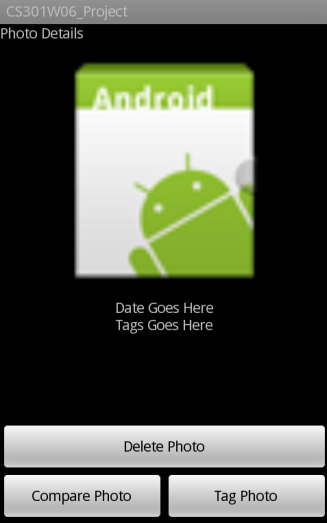 CS301W06_Project
Photo Details
Android
Date Goes Here
Tags Goes Here
Delete Photo
Compare Photo
Tag Photo